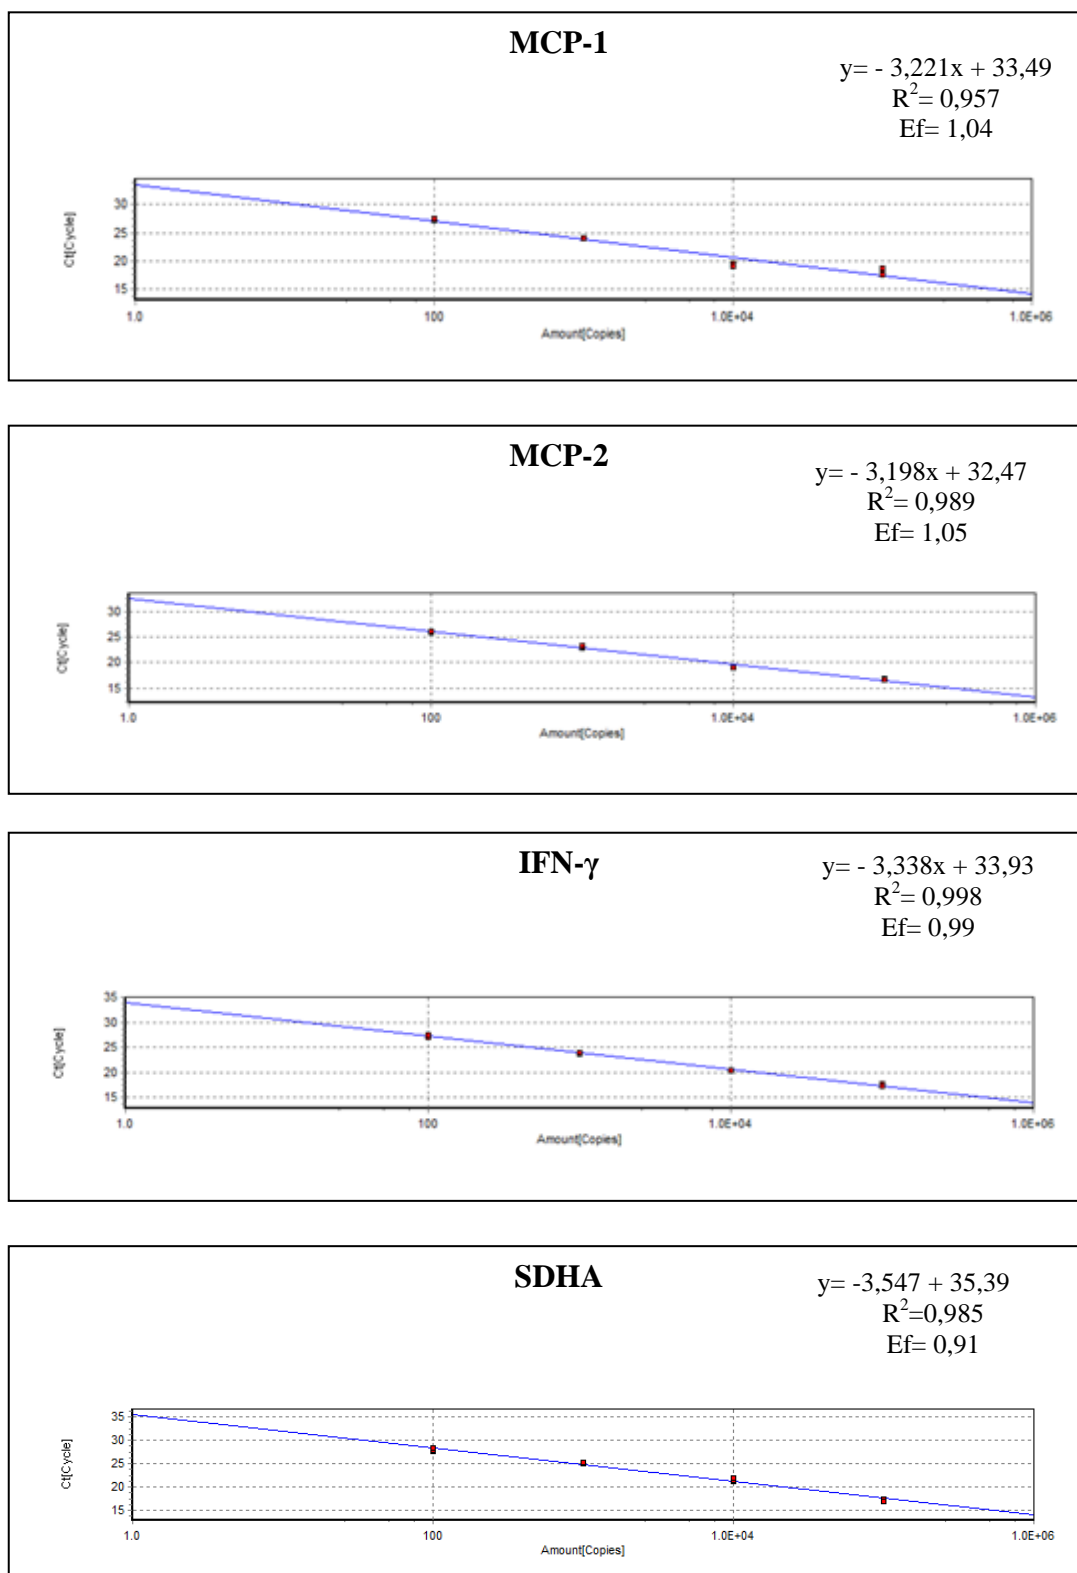 MCP-1
y= - 3,221x + 33,49
R²= 0,957
Ef= 1,04
30
25
20
15
Ct[Cycle]
1.0 100 1.0E+04 1.0E+06
Amount[Copies]
MCP-2
y= - 3,198x + 32,47
R²= 0,989
Ef= 1,05
30
25
20
15
Ct[Cycle]
1.0 100 1.0E+04 1.0E+06
Amount[Copies]
IFN-γ
y= - 3,338x + 33,93
R²= 0,998
Ef= 0,99
35
30
25
20
15
Ct[Cycle]
1.0 100 1.0E+04 1.0E+06
Amount[Copies]
SDHA
y= -3,547 + 35,39
R²=0,985
Ef= 0,91
35
30
25
20
15
Ct[Cycle]
1.0 100 1.0E+04 1.0E+06
Amount[Copies]